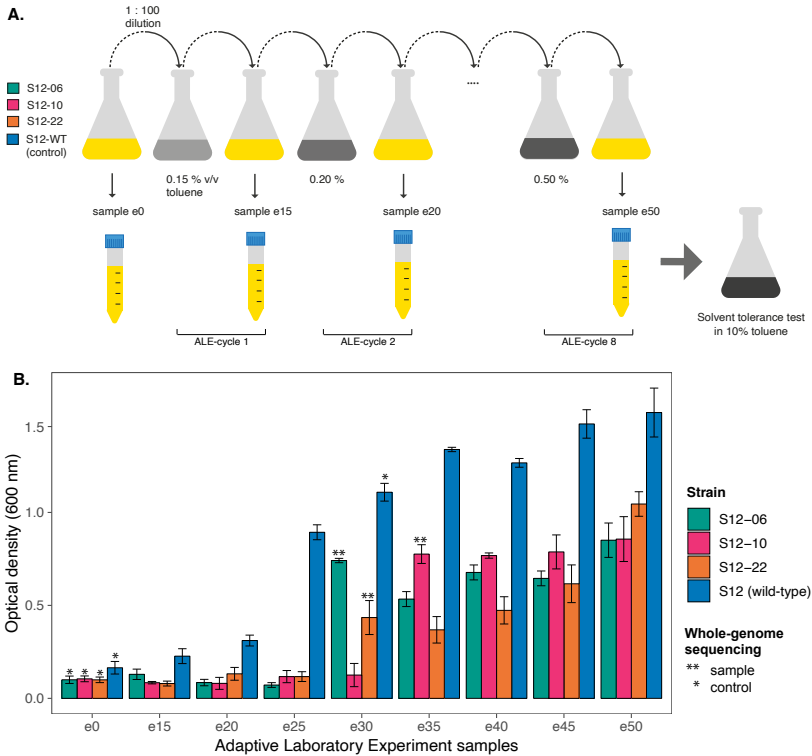 A.
1 : 100
dilution
S12-06
S12-10
S12-22
S12-WT
(control)
....
0.15 % v/v
toluene
0.20 %
0.50 %
sample e0
sample e15
sample e20
sample e50
ALE-cycle 1
ALE-cycle 2
ALE-cycle 8
Solvent tolerance test
in 10% toluene
B.
Optical density (600 nm)
1.5
1.0
0.5
0.0
* * * *
** ** *
**
e0 e15 e20 e25 e30 e35 e40 e45 e50
Adaptive Laboratory Experiment samples
Strain
S12−06
S12−10
S12−22
S12 (wild-type)
Whole-genome
sequencing
** sample
* control